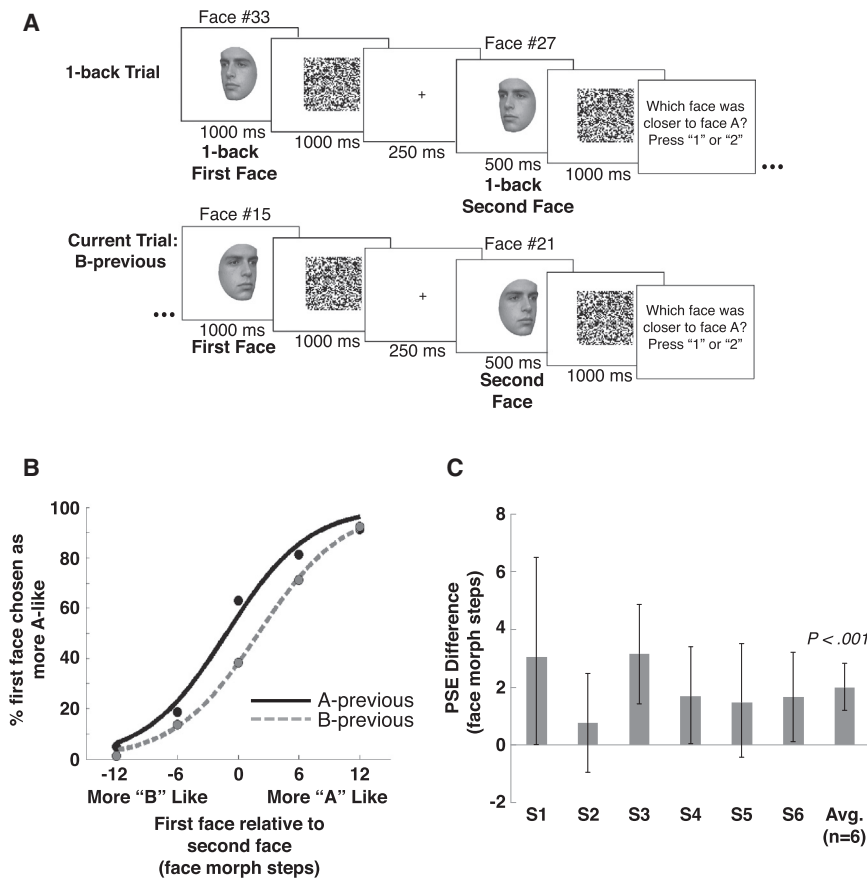 A
Face #33
1-back Trial
1000 ms
1-back
First Face
1000 ms
+
250 ms
Face #27
500 ms
1-back
Second Face
1000 ms
Which face was
closer to face A?
Press “1” or “2”
...
Face #15
Current Trial:
B-previous
...
1000 ms
First Face
1000 ms
+
250 ms
Face #21
500 ms
Second
Face
1000 ms
Which face was
closer to face A?
Press “1” or “2”
B
% first face chosen as
more A-like
100
80
60
40
20
0
A-previous
B-previous
-12 -6 0 6 12
More “B” Like More “A” Like
First face relative to
second face
(face morph steps)
C
PSE Difference
(face morph steps)
8
6
4
2
0
-2
P < .001
S1 S2 S3 S4 S5 S6 Avg.
(n=6)